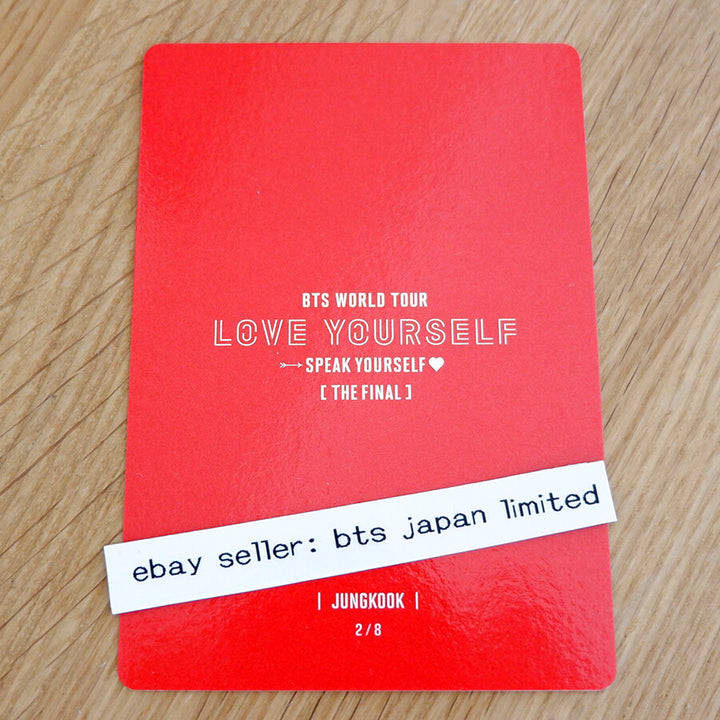 BTS WORLD TOUR
LOVE YOURSELF
SPEAK YOURSELF
[ THE FINAL ]
ebay seller: bts japan limited
| JUNGKOOK |
2/8